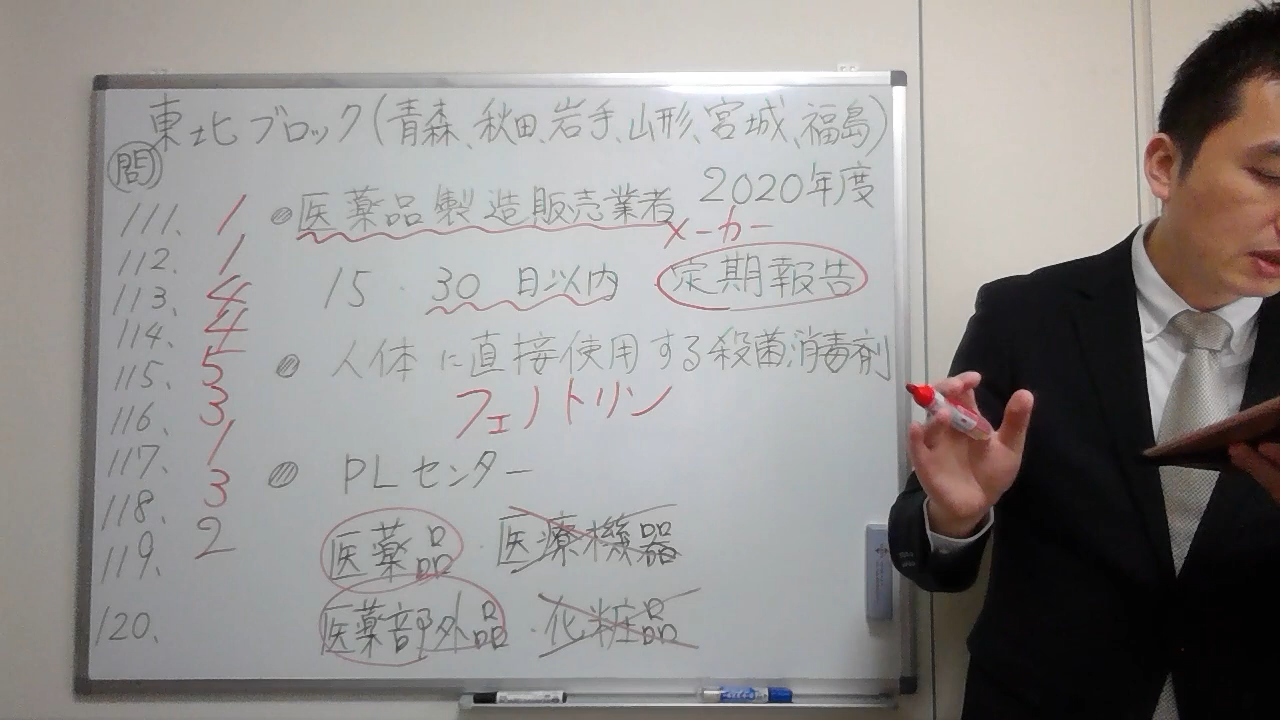 東北ブロック(青森、秋田、岩手、山形、宮城、福島)
問
2020年度
111. 1
112. 1
113. 4
114. 4
115. 5
116. 3
117. 1
118. 3
119. 2
120.
医薬品製造販売業者
メーカー
15・30日以内 定期報告
人体に直接使用する殺菌消毒剤
フェノトリン
PLセンター
医薬品・医療機器
医薬部外品・化粧品